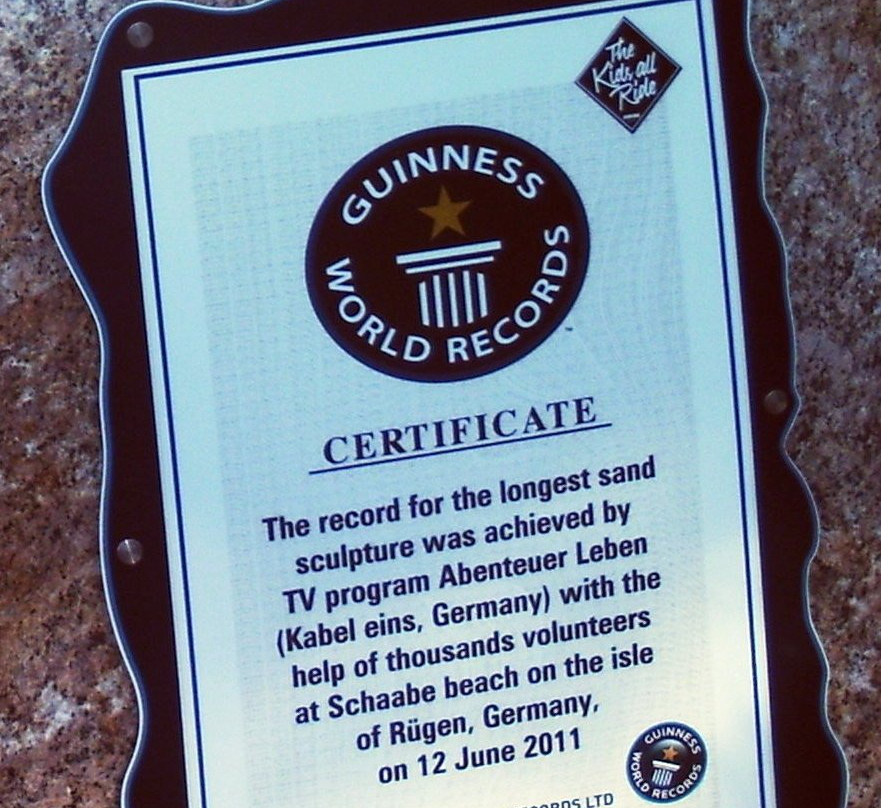 The
Kids all
Ride
GUINNESS
WORLD RECORDS
CERTIFICATE
The record for the longest sand
sculpture was achieved by
TV program Abenteuer Leben
(Kabel eins, Germany) with the
help of thousands volunteers
at Schaabe beach on the isle
of Rügen, Germany,
on 12 June 2011
GUINNESS
WORLD RECORDS
LTD